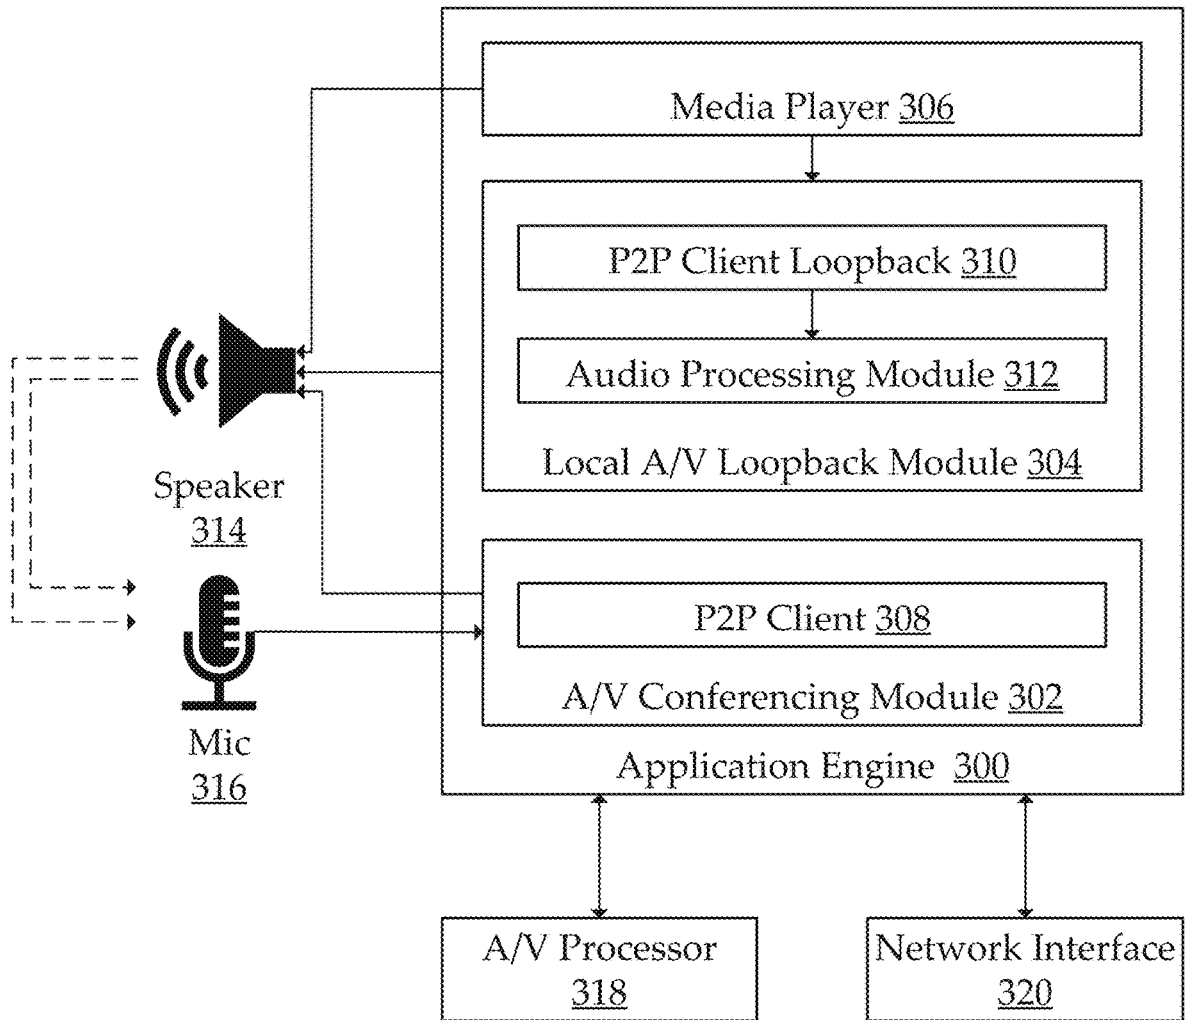 Media Player 306
P2P Client Loopback 310
Audio Processing Module 312
Local A/V Loopback Module 304
Speaker
314
P2P Client 308
A/V Conferencing Module 302
Mic
316
Application Engine 300
A/V Processor
318
Network Interface
320